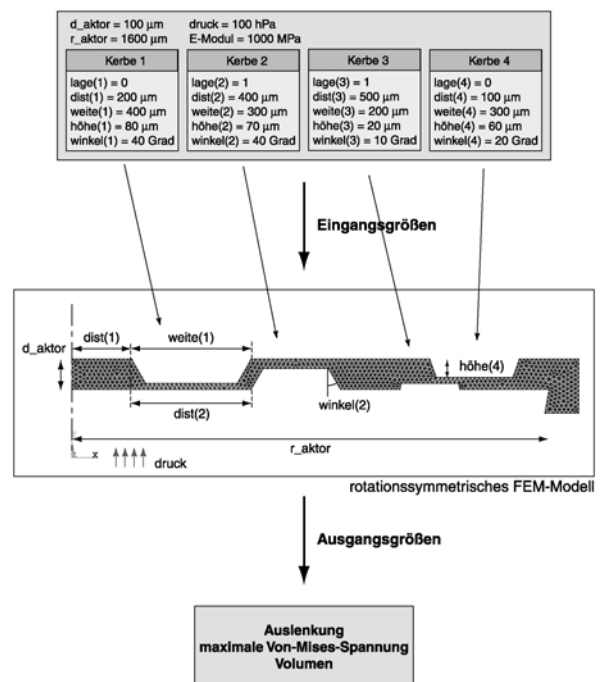 d_aktor = 100 µm druck = 100 hPa
r_aktor = 1600 µm E-Modul = 1000 MPa
Kerbe 1 Kerbe 2 Kerbe 3 Kerbe 4
lage(1) = 0 lage(2) = 1 lage(3) = 1 lage(4) = 0
dist(1) = 200 µm dist(2) = 400 µm dist(3) = 500 µm dist(4) = 100 µm
weite(1) = 400 µm weite(2) = 300 µm weite(3) = 200 µm weite(4) = 300 µm
höhe(1) = 80 µm höhe(2) = 70 µm höhe(3) = 20 µm höhe(4) = 60 µm
winkel(1) = 40 Grad winkel(2) = 40 Grad winkel(3) = 10 Grad winkel(4) = 20 Grad
Eingangsgrößen
dist(1) weite(1)
d_aktor
höhe(4)
winkel(2)
dist(2)
r_aktor
x
druck
rotationssymmetrisches FEM-Modell
Ausgangsgrößen
Auslenkung
maximale Von-Mises-Spannung
Volumen